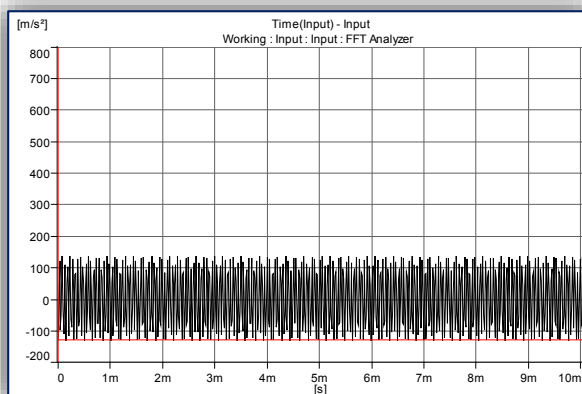 [m/s²]
Time(Input) - Input
Working : Input : Input : FFT Analyzer
800
700
600
500
400
300
200
100
0
-100
-200
0 1m 2m 3m 4m 5m 6m 7m 8m 9m 10m
[s]